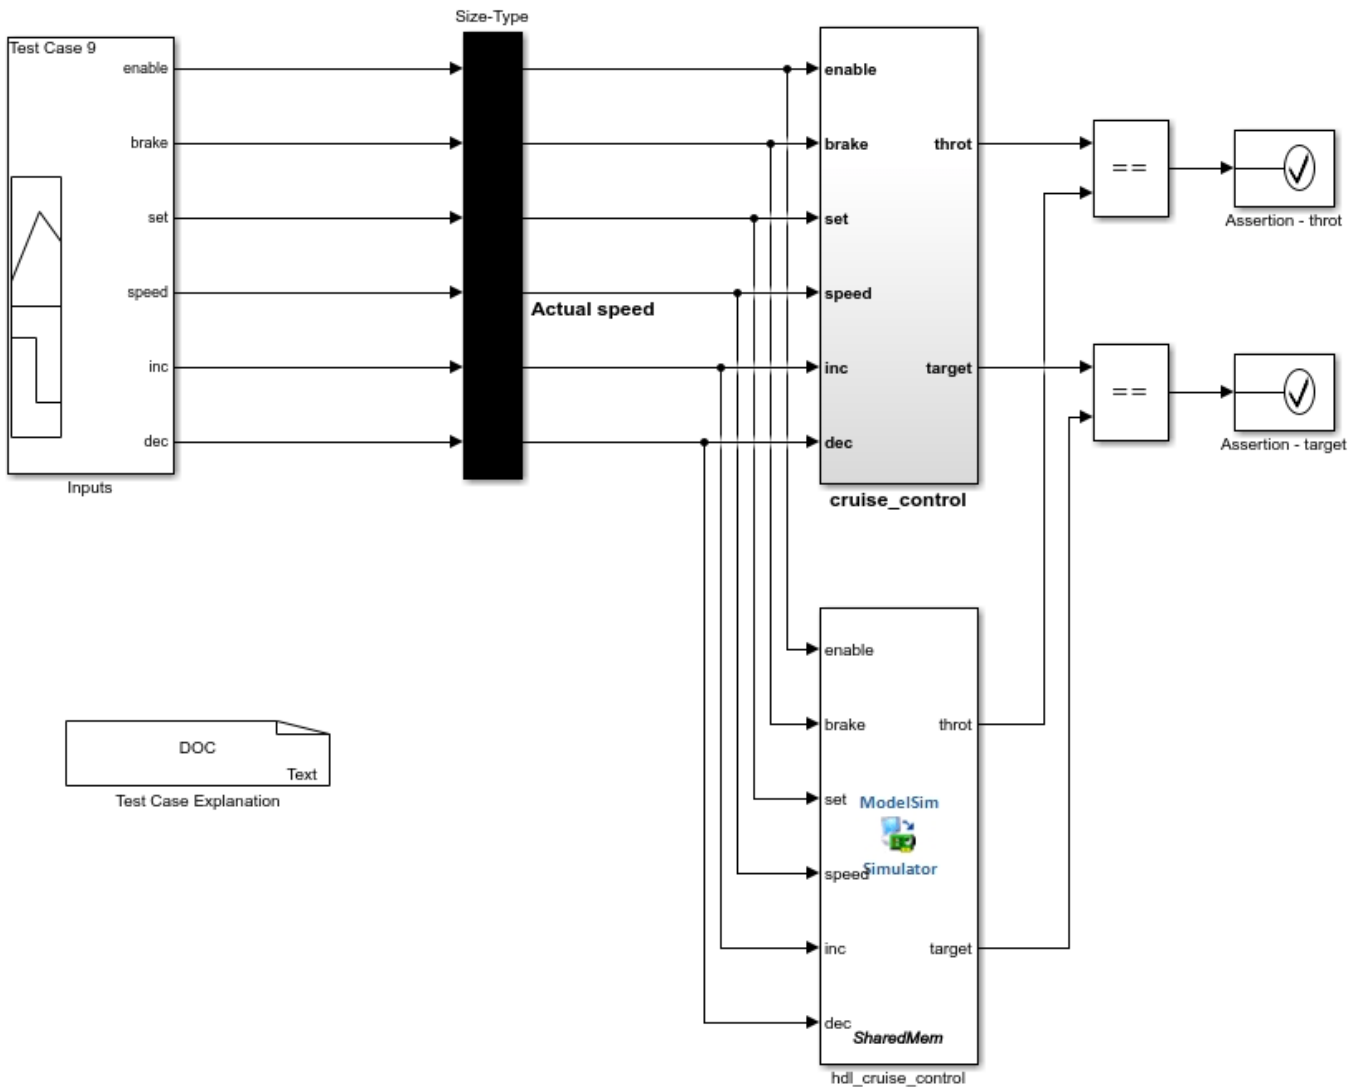 Size-Type
Test Case 9
enable
brake
set
speed
inc
dec
Inputs
Actual speed
enable
brake
set
speed
inc
dec
throt
target
cruise_control
==
Assertion - throt
==
Assertion - target
DOC
Text
Test Case Explanation
enable
brake
set
speed
inc
dec
throt
target
ModelSim
Simulator
SharedMem
hdl_cruise_control